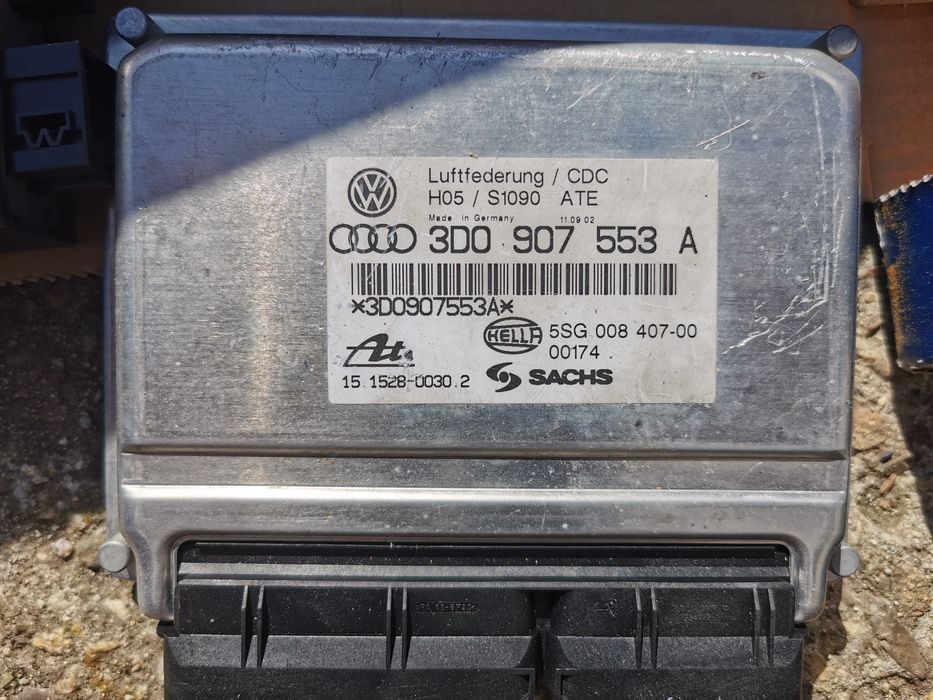 Luftfederung / CDC
H05 / S1090 ATE
Made in Germany 11.09 02
3D0 907 553 A
*3D0907553A*
HELLA 5SG 008 407-00
00174
Ate
15.1528-0030.2
SACHS